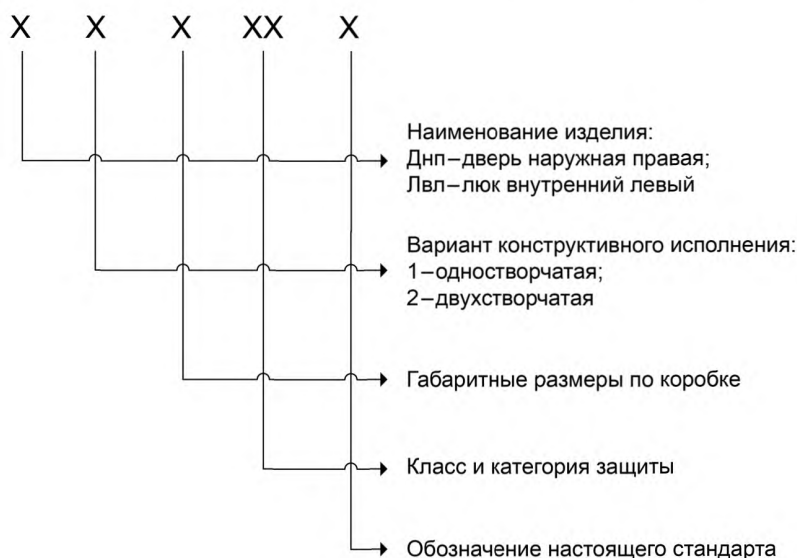 X X X XX X
Наименование изделия:
Днп–дверь наружная правая;
Лвл–люк внутренний левый
Вариант конструктивного исполнения:
1–одностворчатая;
2–двухстворчатая
Габаритные размеры по коробке
Класс и категория защиты
Обозначение настоящего стандарта